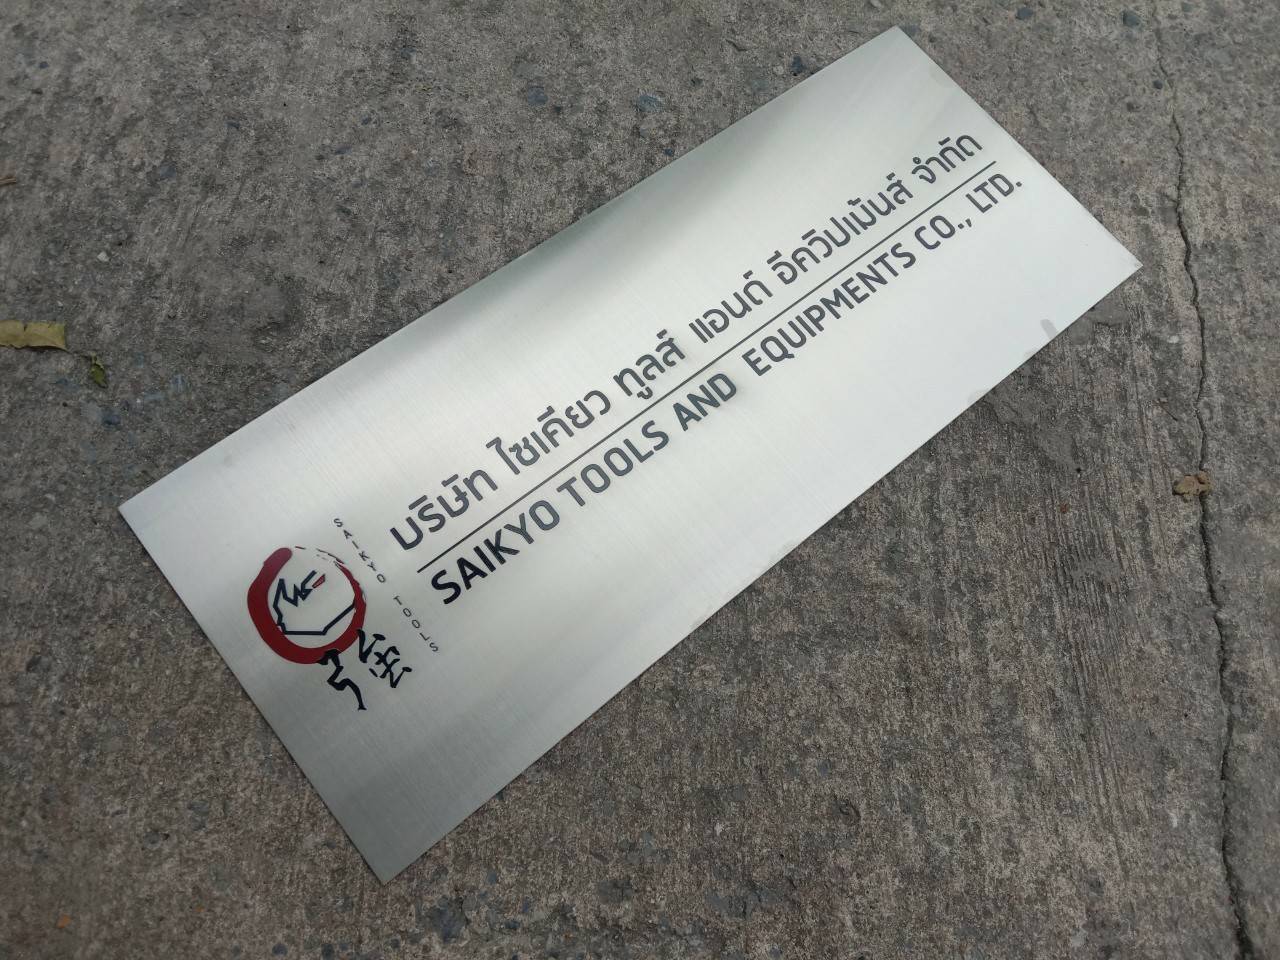 บริษัท ไซเคียว ทูลส์ แอนด์ อีควิปเม้นส์ จำกัด
SAIKYO TOOLS AND EQUIPMENTS CO., LTD.
SAIKYO TOOLS
強